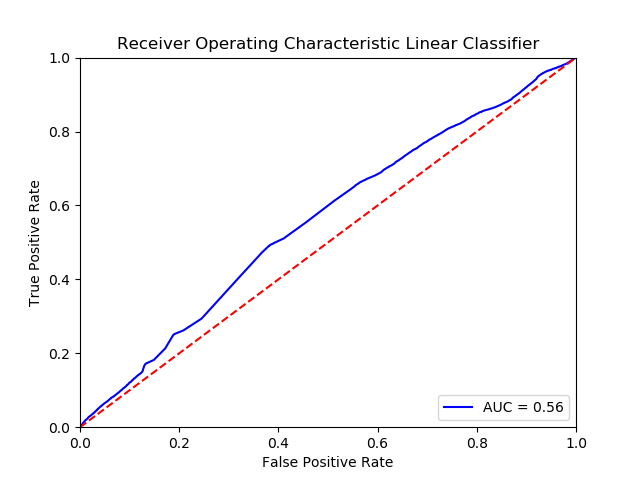 Receiver Operating Characteristic Linear Classifier
1.0
0.8
0.6
0.4
0.2
0.0
True Positive Rate
AUC = 0.56
0.0 0.2 0.4 0.6 0.8 1.0
False Positive Rate